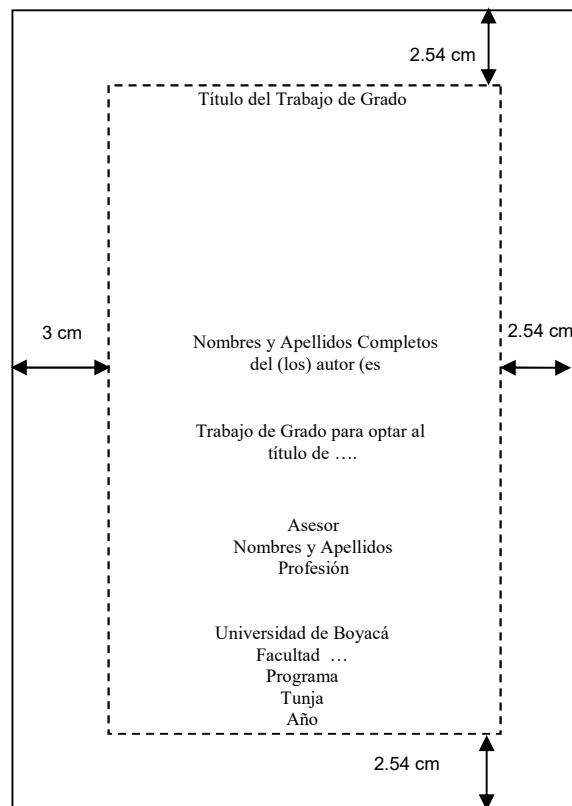 2.54 cm
Título del Trabajo de Grado
3 cm
2.54 cm
Nombres y Apellidos Completos
del (los) autor (es
Trabajo de Grado para optar al
título de ….
Asesor
Nombres y Apellidos
Profesión
Universidad de Boyacá
Facultad …
Programa
Tunja
Año
2.54 cm